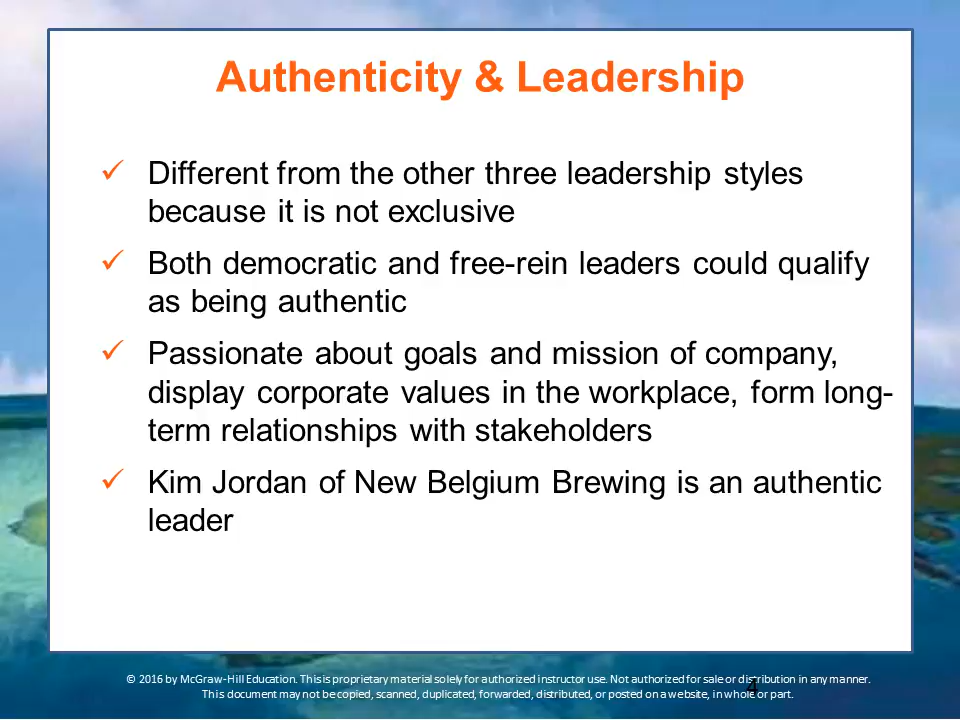 Authenticity & Leadership
Different from the other three leadership styles
because it is not exclusive
Both democratic and free-rein leaders could qualify
as being authentic
Passionate about goals and mission of company,
display corporate values in the workplace, form long-
term relationships with stakeholders
Kim Jordan of New Belgium Brewing is an authentic
leader
© 2016 by McGraw-Hill Education. This is proprietary material solely for authorized instructor use. Not authorized for sale or distribution in any manner.
This document may not be copied, scanned, duplicated, forwarded, distributed, or posted on a website, in whole or part.
4